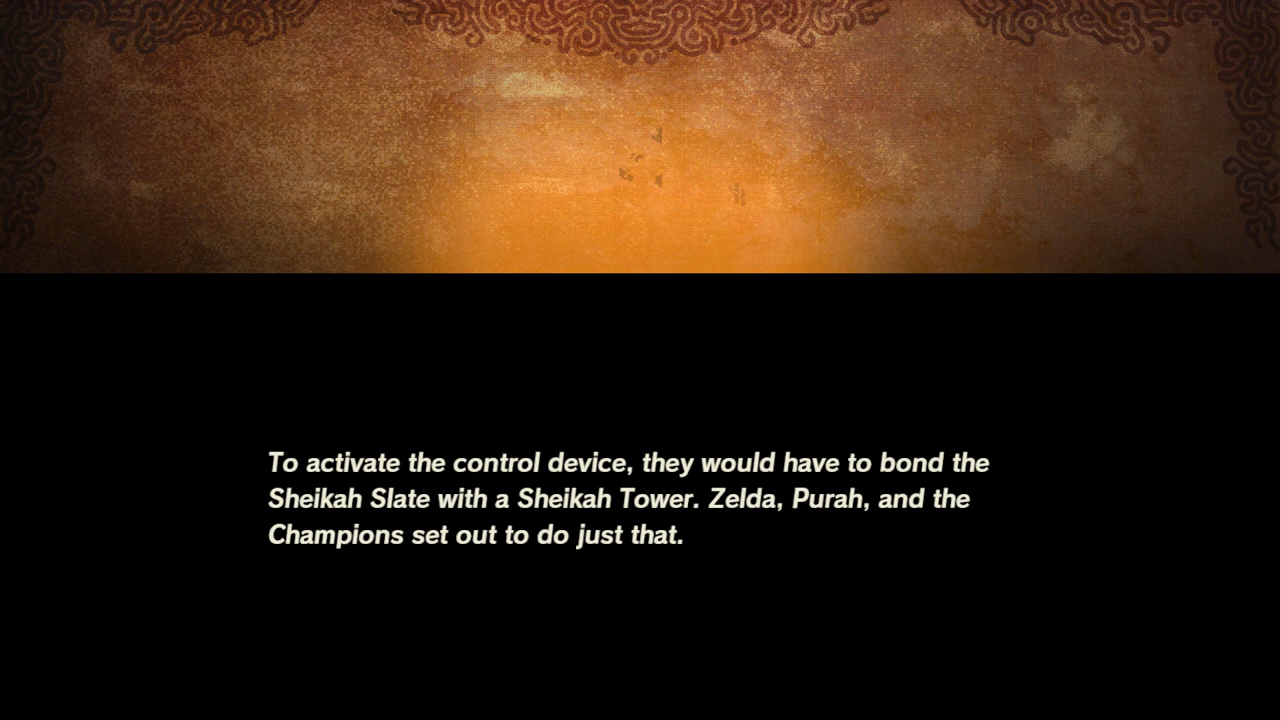 To activate the control device, they would have to bond the
Sheikah Slate with a Sheikah Tower. Zelda, Purah, and the
Champions set out to do just that.